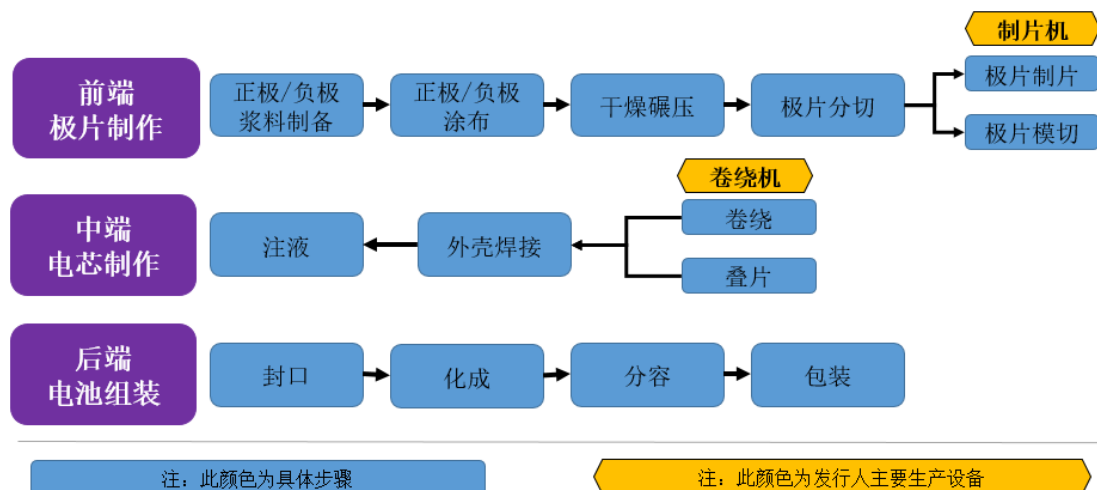 制片机
前端
极片制作
正极/负极
浆料制备
正极/负极
涂布
干燥碾压
极片分切
极片制片
极片模切
卷绕机
中端
电芯制作
注液
外壳焊接
卷绕
叠片
后端
电池组装
封口
化成
分容
包装
注：此颜色为具体步骤
注：此颜色为发行人主要生产设备